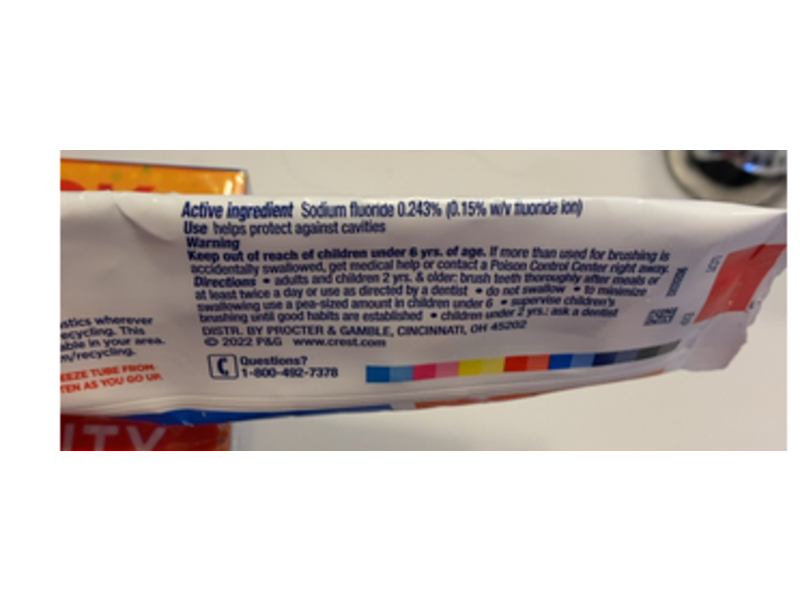 Active ingredient Sodium fluoride 0.243% (0.15% w/v fluoride ion)
Use helps protect against cavities
Warning
Keep out of reach of children under 6 yrs. of age. If more than used for brushing is
accidentally swallowed, get medical help or contact a Poison Control Center right away.
Directions • adults and children 2 yrs. & older: brush teeth thoroughly after meals or
at least twice a day or use as directed by a dentist • do not swallow • to minimize
swallowing use a pea-sized amount in children under 6 • supervise children's
brushing until good habits are established • children under 2 yrs.: ask a dentist
DISTR. BY PROCTER & GAMBLE, CINCINNATI, OH 45202
© 2022 P&G www.crest.com
Questions?
1-800-492-7378
stics wherever
ecycling. This
able in your area.
m/recycling.
EEZE TUBE FROM
TEN AS YOU GO UP.
ITY